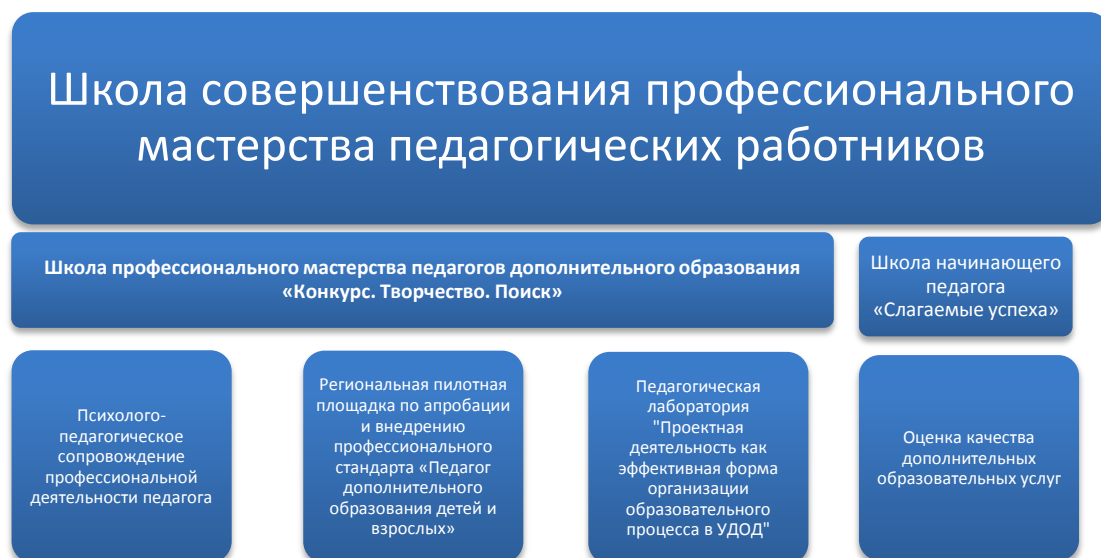 Школа совершенствования профессионального
мастерства педагогических работников
Школа профессионального мастерства педагогов дополнительного образования
«Конкурс. Творчество. Поиск»
Школа начинающего
педагога
«Слагаемые успеха»
Психолого-
педагогическое
сопровождение
профессиональной
деятельности педагога
Региональная пилотная
площадка по апробации
и внедрению
профессионального
стандарта «Педагог
дополнительного
образования детей и
взрослых»
Педагогическая
лаборатория
"Проектная
деятельность как
эффективная форма
организации
образовательного
процесса в УДОД"
Оценка качества
дополнительных
образовательных услуг